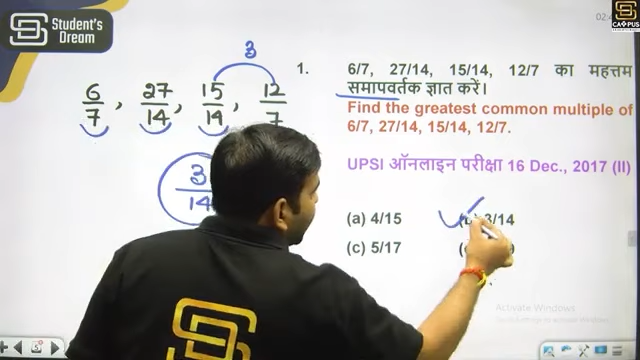 Student's
Dream
02:4
CAMPUS
3
6/7, 27/14, 15/14, 12/7
3/14
1. 6/7, 27/14, 15/14, 12/7 का महत्तम
समापवर्तक ज्ञात करें।
Find the greatest common multiple of
6/7, 27/14, 15/14, 12/7.
UPSI ऑनलाइन परीक्षा 16 Dec., 2017 (II)
(a) 4/15 3/14
(c) 5/17
Activate Windows